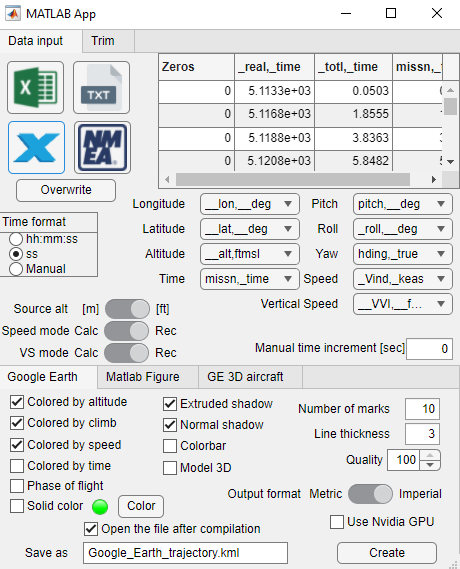 MATLAB App
Data input Trim
Zeros _real,_time _totl,_time missn,_
0 5.1133e+03 0.0503
0 5.1168e+03 1.8555
0 5.1188e+03 3.8363
0 5.1208e+03 5.8482
X TXT
X NMEA
Overwrite
Time format
hh:mm:ss
ss
Manual
Longitude __lon,__deg Pitch pitch,__deg
Latitude __lat,__deg Roll _roll,__deg
Altitude __alt,ftmsl Yaw hding,_true
Time missn,_time Speed _Vind,_keas
Vertical Speed __VVI,__f...
Source alt [m] [ft]
Speed mode Calc Rec
VS mode Calc Rec
Manual time increment [sec] 0
Google Earth Matlab Figure GE 3D aircraft
Colored by altitude Extruded shadow Number of marks 10
Colored by climb Normal shadow Line thickness 3
Colored by speed Colorbar Quality 100
Colored by time Model 3D
Phase of flight Output format Metric Imperial
Solid color Color Use Nvidia GPU
Open the file after compilation
Save as Google_Earth_trajectory.kml Create